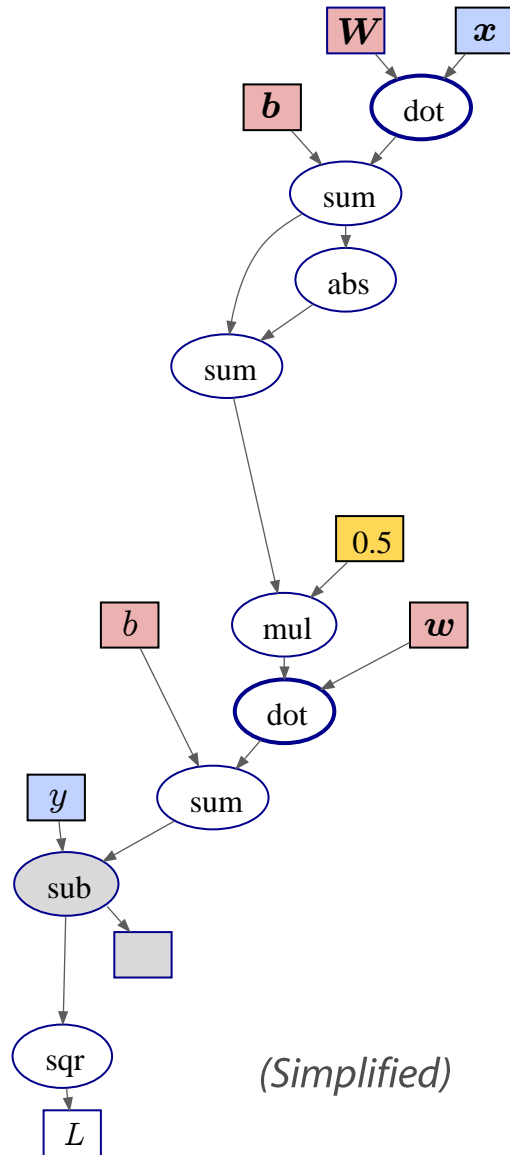 W x
dot
b
sum
abs
sum
0.5
b mul w
dot
y sum
sub
sqr (Simplified)
L